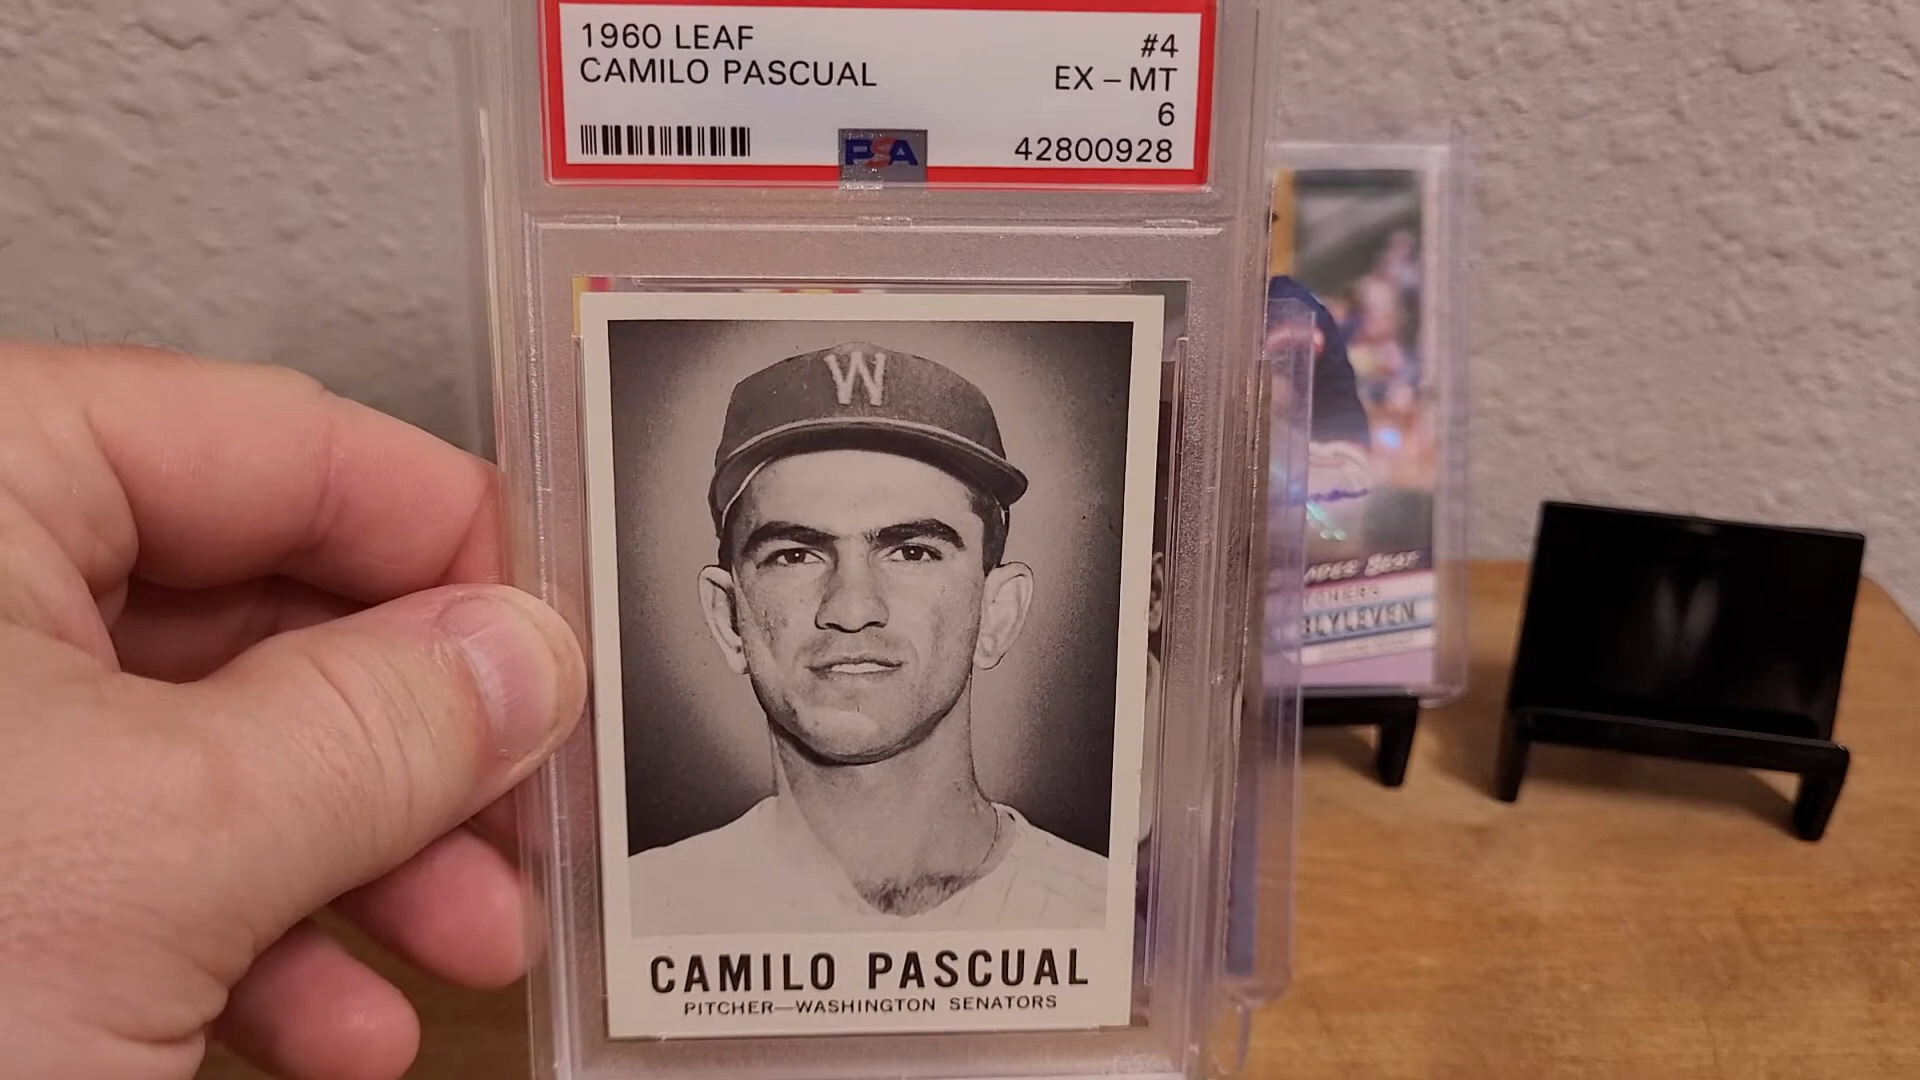 1960 LEAF #4
CAMILO PASCUAL EX - MT
6
PSA 42800928
BLYLEVEN
CAMILO PASCUAL
PITCHER—WASHINGTON SENATORS
W